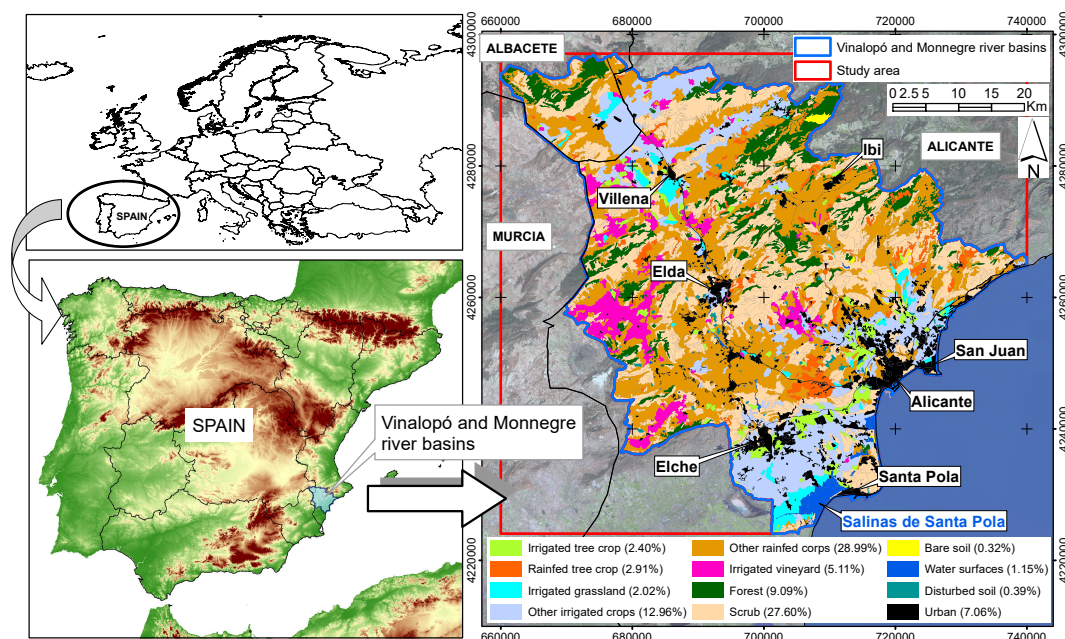 SPAIN
SPAIN
Vinalopó and Monnegre
river basins
660000
680000
700000
720000
740000
4300000
4300000
ALBACETE
Vinalopó and Monnegre river basins
Study area
0 2.5 5
10
15
20
Km
N
Ibi
ALICANTE
4280000
4280000
Villena
MURCIA
Elda
4260000
4260000
San Juan
Alicante
4240000
4240000
Elche
Santa Pola
Salinas de Santa Pola
4220000
4220000
Irrigated tree crop (2.40%)
Rainfed tree crop (2.91%)
Irrigated grassland (2.02%)
Other irrigated crops (12.96%)
Other rainfed corps (28.99%)
Irrigated vineyard (5.11%)
Forest (9.09%)
Scrub (27.60%)
Bare soil (0.32%)
Water surfaces (1.15%)
Disturbed soil (0.39%)
Urban (7.06%)
660000
680000
700000
720000
740000